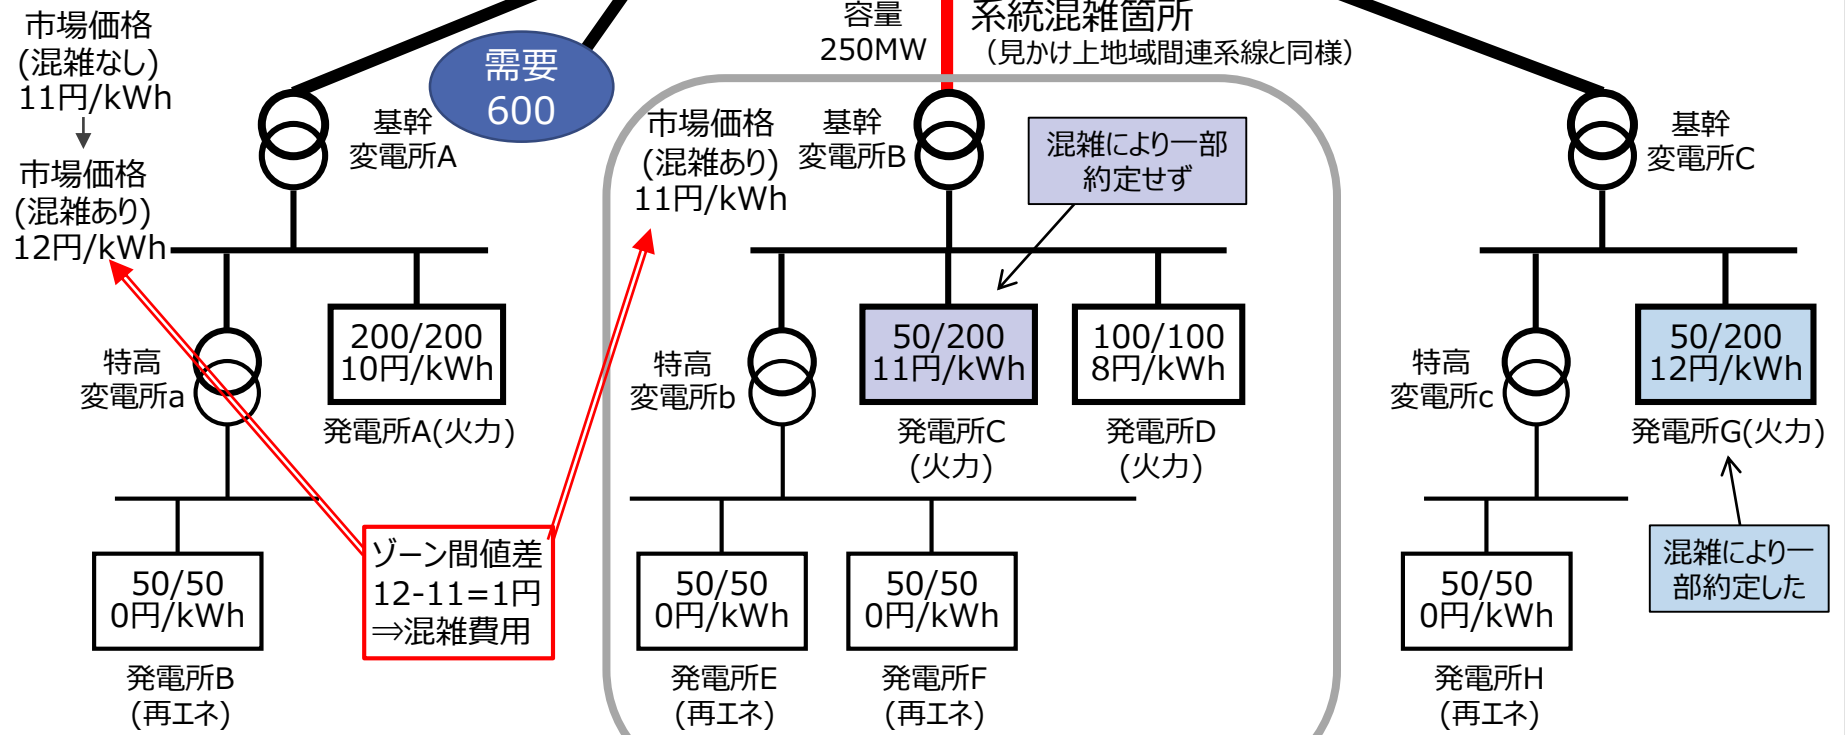 市場価格
(混雑なし)
11円/kWh
市場価格
(混雑あり)
12円/kWh
需要
600
容量
250MW
系統混雑箇所
（見かけ上地域間連系線と同様）
基幹
変電所A
市場価格
(混雑あり)
11円/kWh
基幹
変電所B
混雑により一部
約定せず
基幹
変電所C
特高
変電所a
200/200
10円/kWh
発電所A(火力)
特高
変電所b
50/200
11円/kWh
発電所C
(火力)
100/100
8円/kWh
発電所D
(火力)
特高
変電所c
50/200
12円/kWh
発電所G(火力)
混雑により一
部約定した
50/50
0円/kWh
発電所B
(再エネ)
ゾーン間値差
12-11=1円
⇒混雑費用
50/50
0円/kWh
発電所E
(再エネ)
50/50
0円/kWh
発電所F
(再エネ)
50/50
0円/kWh
発電所H
(再エネ)